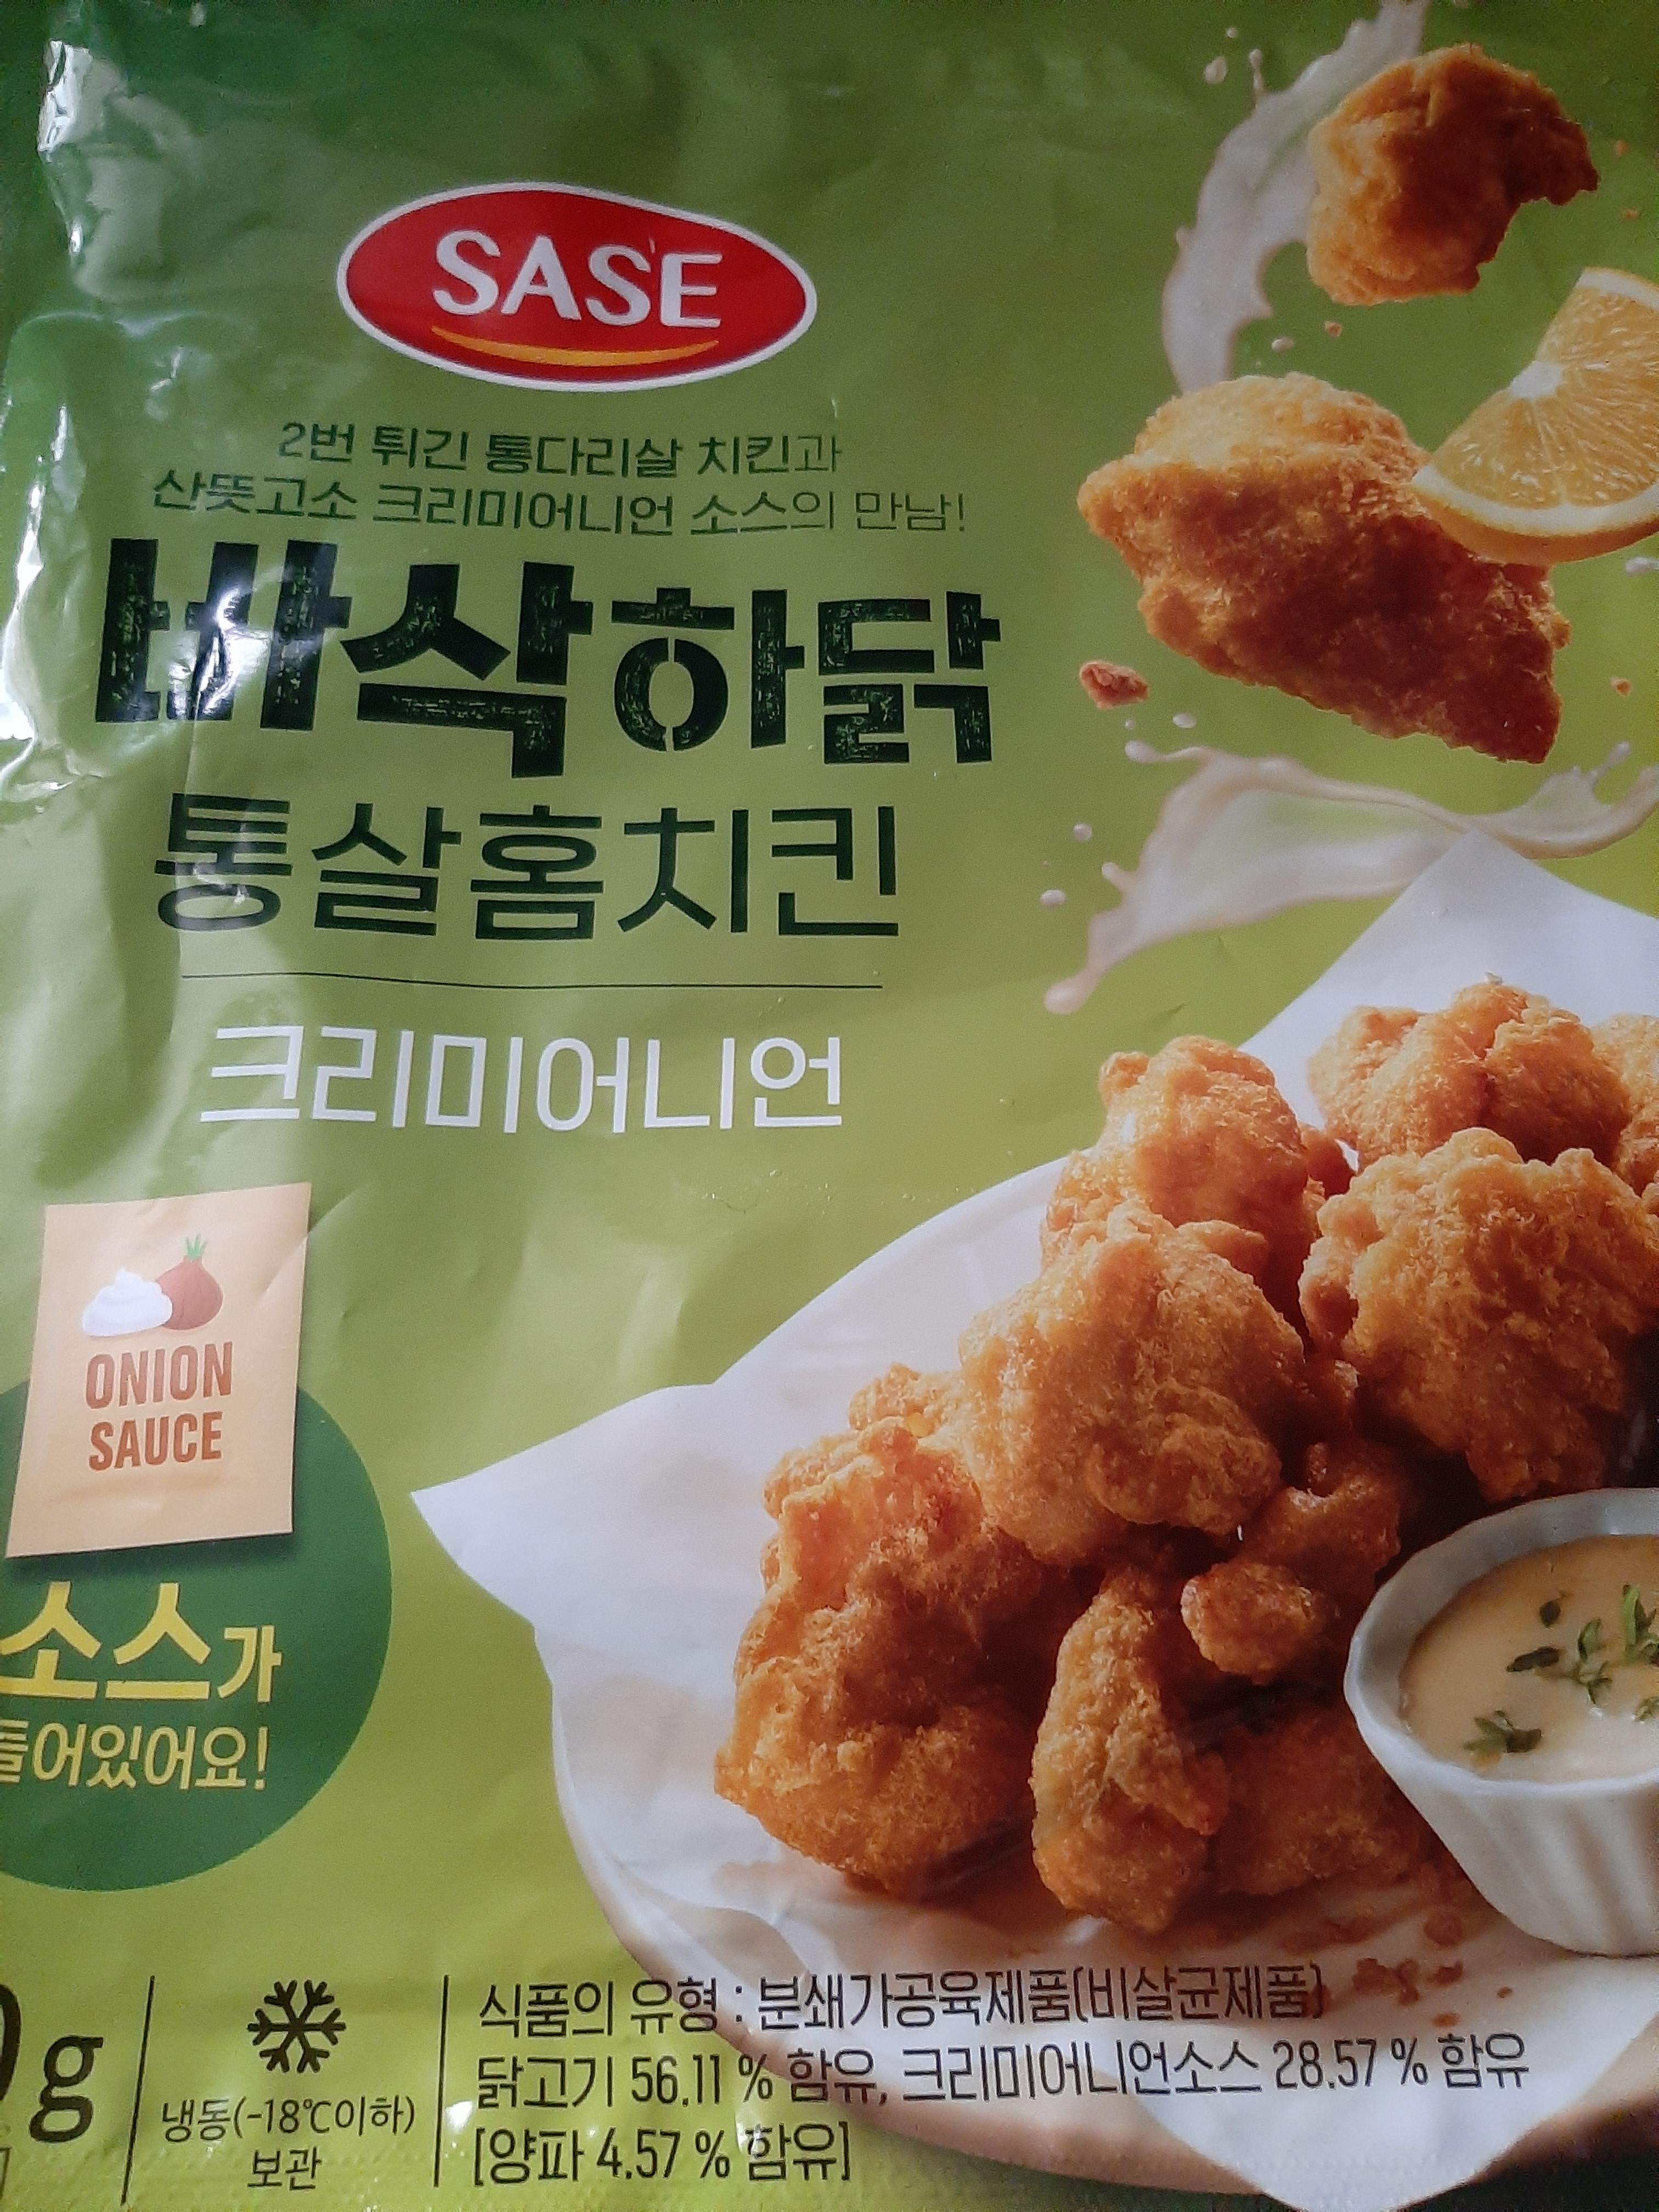 SASE
2번 튀긴 통다리살 치킨과
산뜻고소 크리미어니언 소스의 만남!
바삭하닭
통살홈치킨
크리미어니언
ONION
SAUCE
소스가
들어있어요!
g
냉동(-18℃이하)
보관
식품의 유형 : 분쇄가공육제품(비살균제품)
닭고기 56.11 % 함유, 크리미어니언소스 28.57 % 함유
[양파 4.57 % 함유]